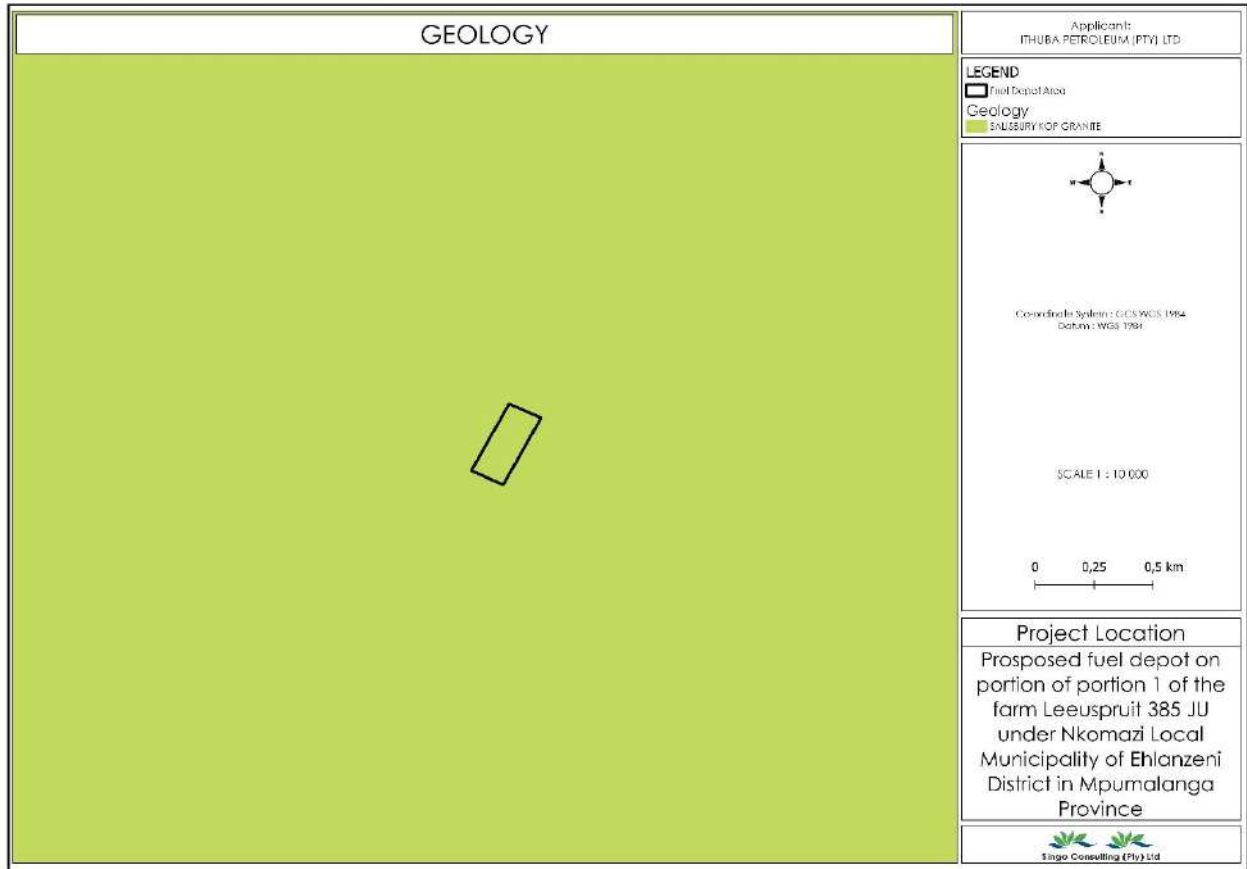 GEOLOGY
Applicant:
ITHUBA PETROLEUM (PTY) LTD
LEGEND
Fuel Depot Area
Geology
SALISBURY KOP GRANITE
N
W E
S
Co-ordinate System : GCS WGS 1984
Datum : WGS 1984
SCALE 1 : 10 000
0 0,25 0,5 km
Project Location
Prosposed fuel depot on
portion of portion 1 of the
farm Leeuspruit 385 JU
under Nkomazi Local
Municipality of Ehlanzeni
District in Mpumalanga
Province
Singo Consulting (Pty) Ltd